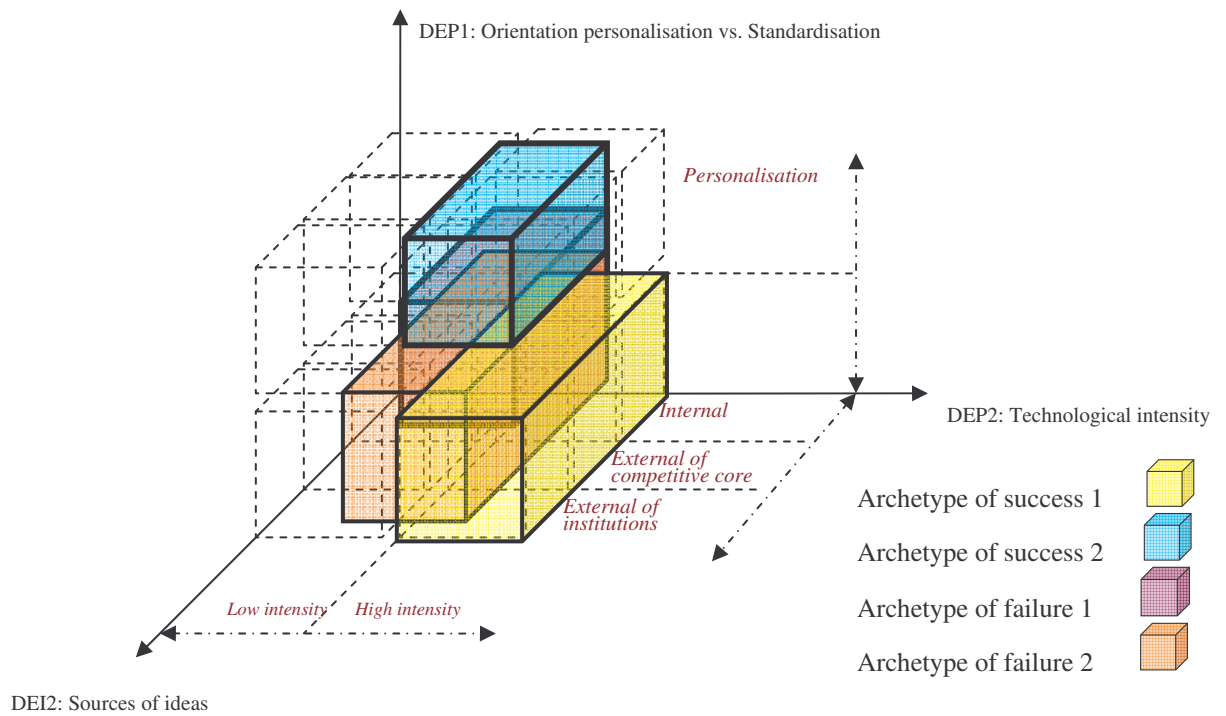 DEP1: Orientation personalisation vs. Standardisation
Personalisation
Internal
DEP2: Technological intensity
External of
competitive core
External of
institutions
Archetype of success 1
Archetype of success 2
Archetype of failure 1
Archetype of failure 2
Low intensity
High intensity
DEI2: Sources of ideas